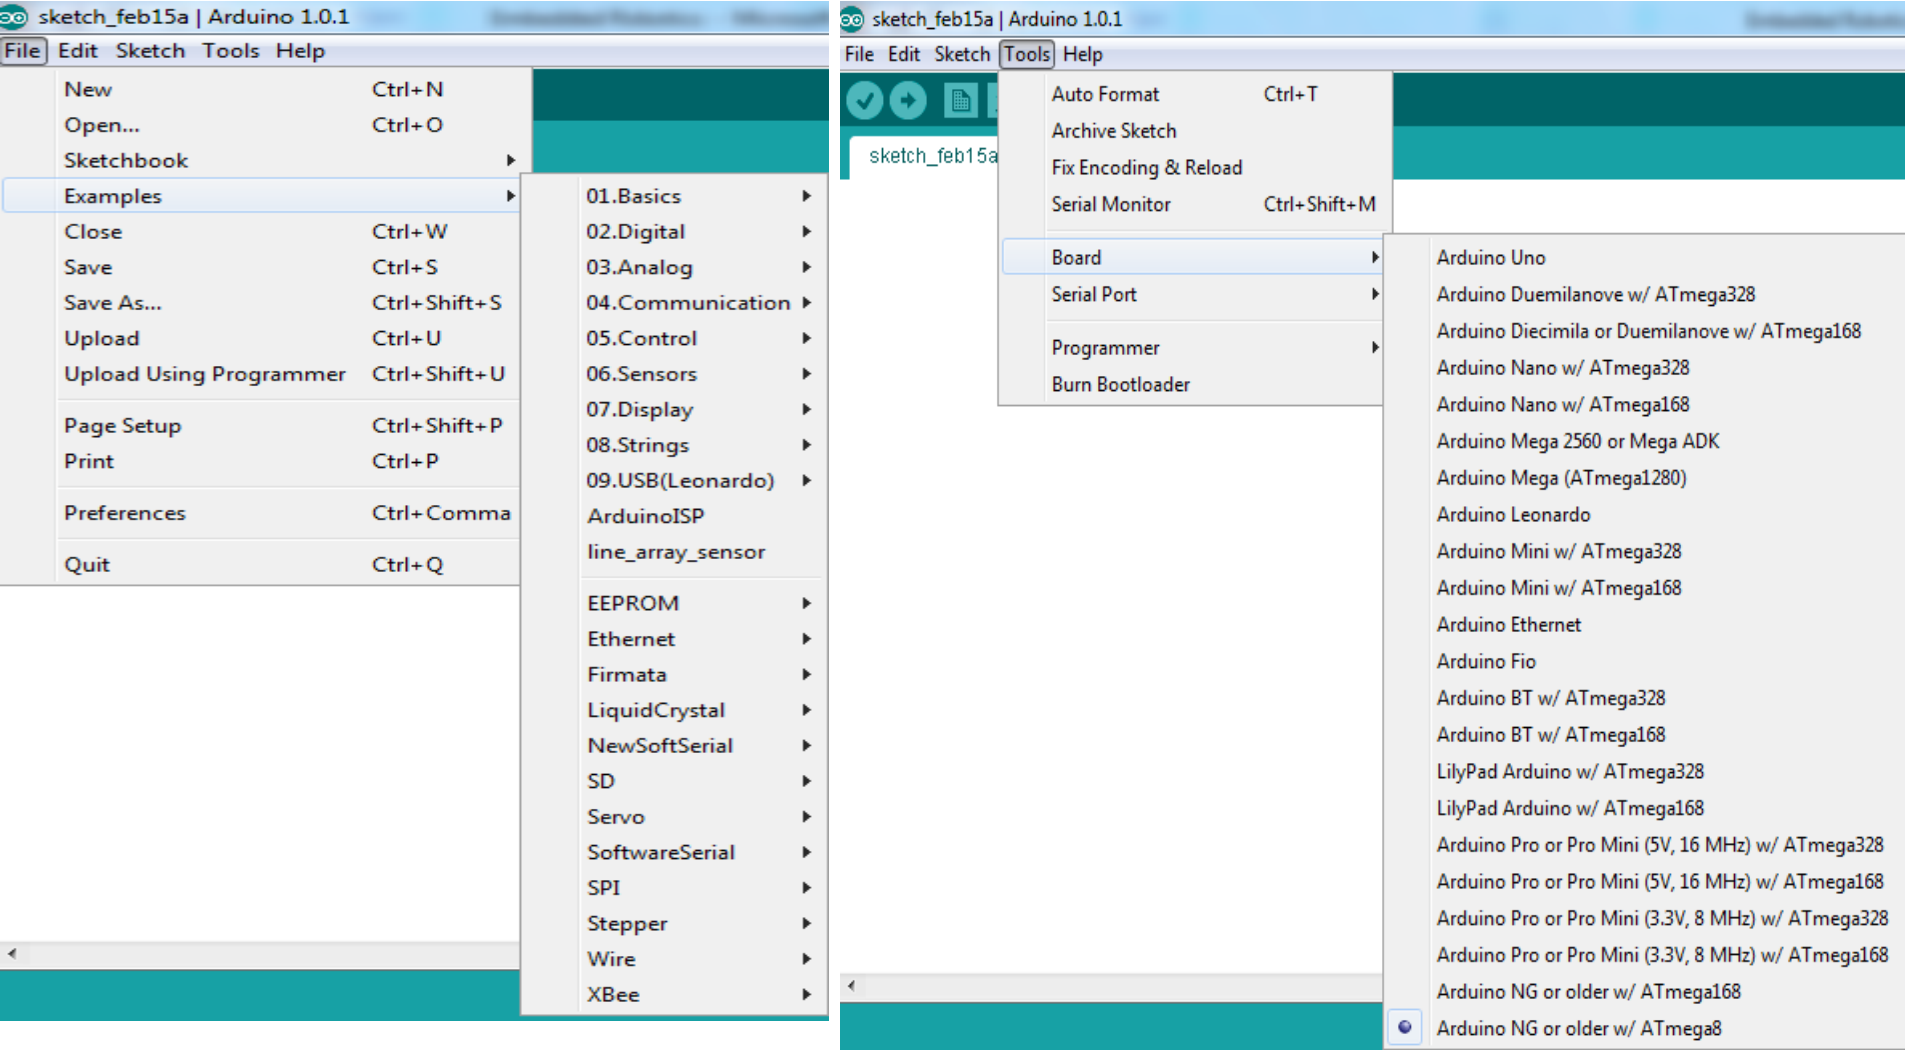 sketch_feb15a | Arduino 1.0.1
File Edit Sketch Tools Help
New Ctrl+N
Open... Ctrl+O
Sketchbook
Examples
Close Ctrl+W
Save Ctrl+S
Save As... Ctrl+Shift+S
Upload Ctrl+U
Upload Using Programmer Ctrl+Shift+U
Page Setup Ctrl+Shift+P
Print Ctrl+P
Preferences Ctrl+Comma
Quit Ctrl+Q
01.Basics
02.Digital
03.Analog
04.Communication
05.Control
06.Sensors
07.Display
08.Strings
09.USB(Leonardo)
ArduinoISP
line_array_sensor
EEPROM
Ethernet
Firmata
LiquidCrystal
NewSoftSerial
SD
Servo
SoftwareSerial
SPI
Stepper
Wire
XBee
sketch_feb15a | Arduino 1.0.1
File Edit Sketch Tools Help
sketch_feb15a
Auto Format Ctrl+T
Archive Sketch
Fix Encoding & Reload
Serial Monitor Ctrl+Shift+M
Board
Serial Port
Programmer
Burn Bootloader
Arduino Uno
Arduino Duemilanove w/ ATmega328
Arduino Diecimila or Duemilanove w/ ATmega168
Arduino Nano w/ ATmega328
Arduino Nano w/ ATmega168
Arduino Mega 2560 or Mega ADK
Arduino Mega (ATmega1280)
Arduino Leonardo
Arduino Mini w/ ATmega328
Arduino Mini w/ ATmega168
Arduino Ethernet
Arduino Fio
Arduino BT w/ ATmega328
Arduino BT w/ ATmega168
LilyPad Arduino w/ ATmega328
LilyPad Arduino w/ ATmega168
Arduino Pro or Pro Mini (5V, 16 MHz) w/ ATmega328
Arduino Pro or Pro Mini (5V, 16 MHz) w/ ATmega168
Arduino Pro or Pro Mini (3.3V, 8 MHz) w/ ATmega328
Arduino Pro or Pro Mini (3.3V, 8 MHz) w/ ATmega168
Arduino NG or older w/ ATmega168
Arduino NG or older w/ ATmega8